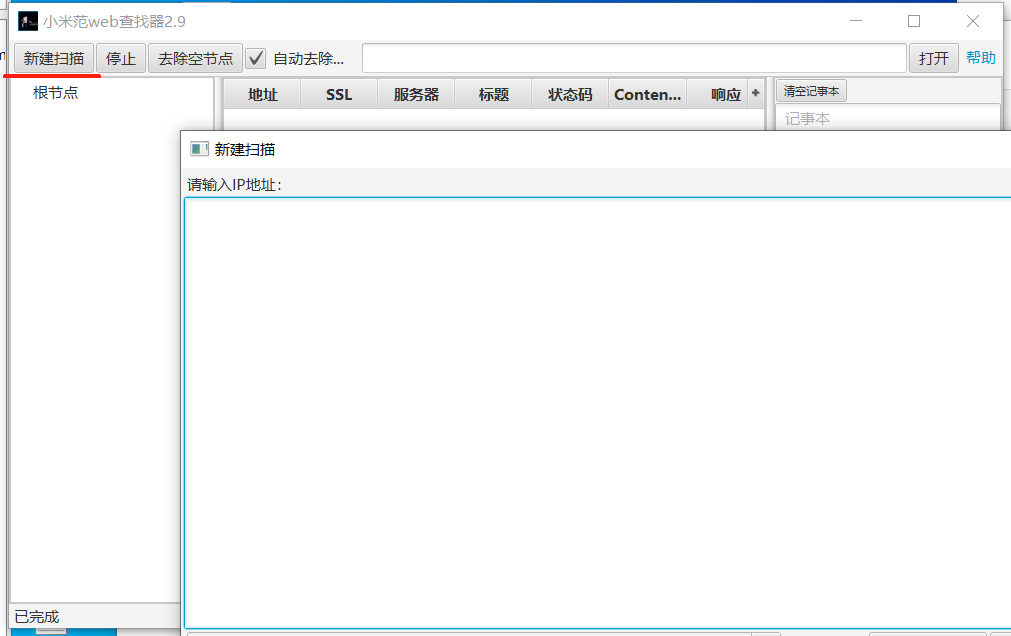 小米范web查找器2.9
新建扫描 停止 去除空节点 自动去除... 打开 帮助
根节点 地址 SSL 服务器 标题 状态码 Conten... 响应 + 清空记事本
记事本
新建扫描
请输入IP地址:
已完成